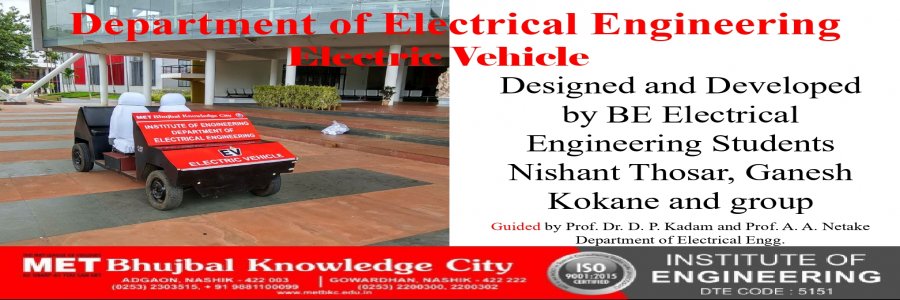 Department of Electrical Engineering
Electric Vehicle
Designed and Developed
by BE Electrical
Engineering Students
Nishant Thosar, Ganesh
Kokane and group
Guided by Prof. Dr. D. P. Kadam and Prof. A. A. Netake
Department of Electrical Engg.
MET Bhujbal Knowledge City
INSTITUTE OF ENGINEERING
DEPARTMENT OF
ELECTRICAL ENGINEERING
EV
ELECTRIC VEHICLE
MET Bhujbal Knowledge City
ADGAON, NASHIK - 422 003 | GOWARDHAN, NASHIK - 422 222
(0253) 2303515, + 91 9881100099 | (0253) 2200300, 2200302
www.metbkc.edu.in
ISO
9001:2015
CERTIFIED
INSTITUTE OF
ENGINEERING
DTE CODE : 5151